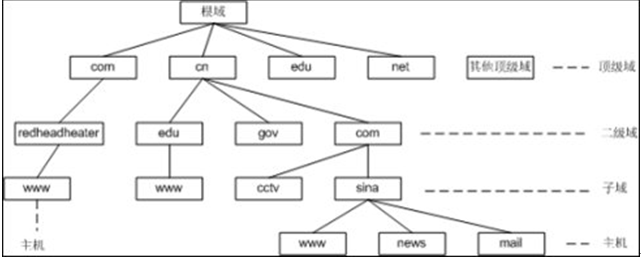 根域
com cn edu net 其他顶级域 顶级域
redheadheater edu gov com 二级域
www www cctv sina 子域
主机 www news mail 主机